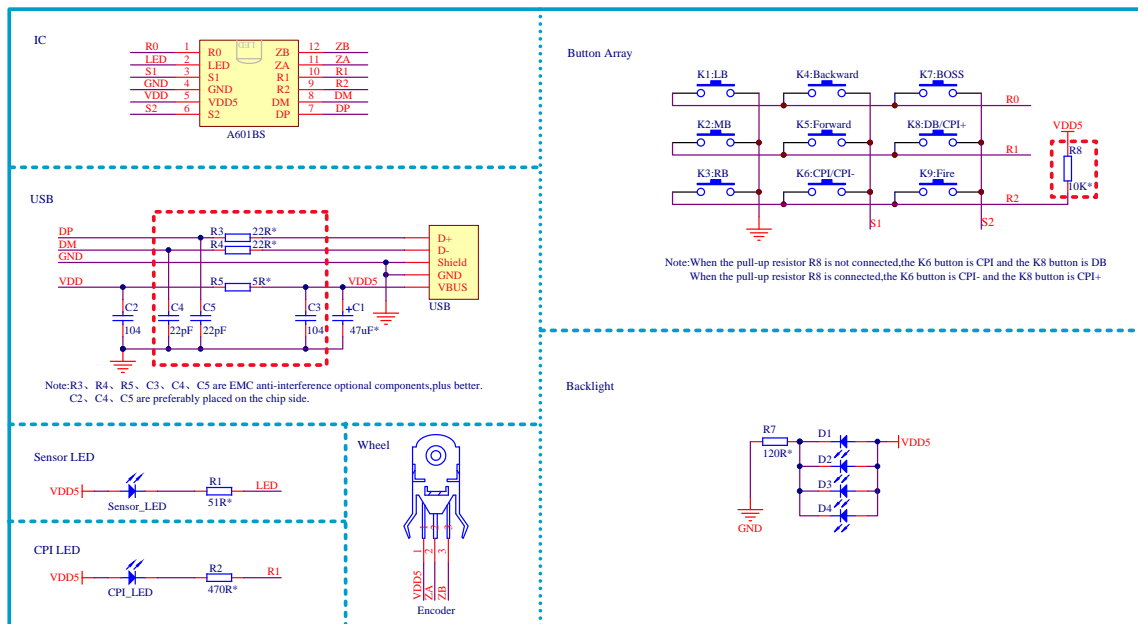 IC
R0 1 R0 ZB 12 ZB
LED 2 LED ZA 11 ZA
S1 3 S1 R1 10 R1
GND 4 GND R2 9 R2
VDD 5 VDD5 DM 8 DM
S2 6 S2 DP 7 DP
LED
A601BS
USB
DP R3 22R* D+
DM R4 22R* D-
GND Shield
GND
VDD R5 5R* VDD5 VBUS
USB
C2 C4 C5 C3 +C1
104 22pF 22pF 104 47uF*
Note:R3、R4、R5、C3、C4、C5 are EMC anti-interference optional components,plus better.
C2、C4、C5 are preferably placed on the chip side.
Sensor LED
VDD5 R1 LED
Sensor_LED 51R*
CPI LED
VDD5 R2 R1
CPI_LED 470R*
Wheel
1 2 3
1 2 3
VDD5 ZA ZB
Encoder
Button Array
K1:LB K4:Backward K7:BOSS
R0
K2:MB K5:Forward K8:DB/CPI+
R1
K3:RB K6:CPI/CPI- K9:Fire
R2
S1 S2
VDD5
R8
10K*
Note:When the pull-up resistor R8 is not connected,the K6 button is CPI and the K8 button is DB
When the pull-up resistor R8 is connected,the K6 button is CPI- and the K8 button is CPI+
Backlight
R7 D1 VDD5
120R*
D2
D3
D4
GND